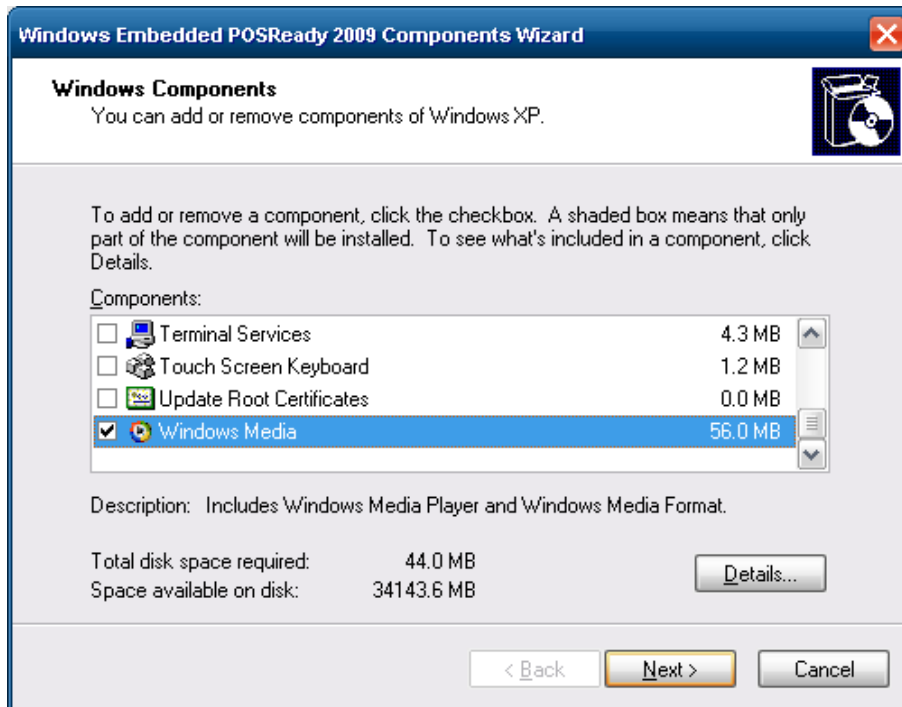 Windows Embedded POSReady 2009 Components Wizard
Windows Components
You can add or remove components of Windows XP.
To add or remove a component, click the checkbox. A shaded box means that only
part of the component will be installed. To see what's included in a component, click
Details.
Components:
Terminal Services 4.3 MB
Touch Screen Keyboard 1.2 MB
Update Root Certificates 0.0 MB
Windows Media 56.0 MB
Description: Includes Windows Media Player and Windows Media Format.
Total disk space required: 44.0 MB
Space available on disk: 34143.6 MB
Details...
< Back Next > Cancel